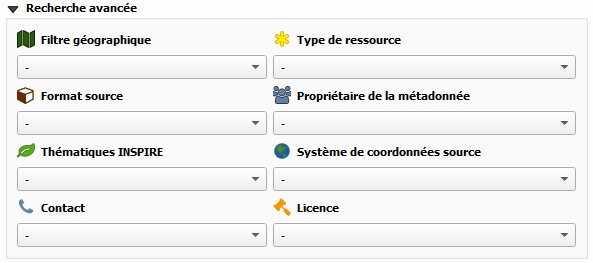 Recherche avancée
Filtre géographique
Type de ressource
-
-
Format source
Propriétaire de la métadonnée
-
-
Thématiques INSPIRE
Système de coordonnées source
-
-
Contact
Licence
-
-